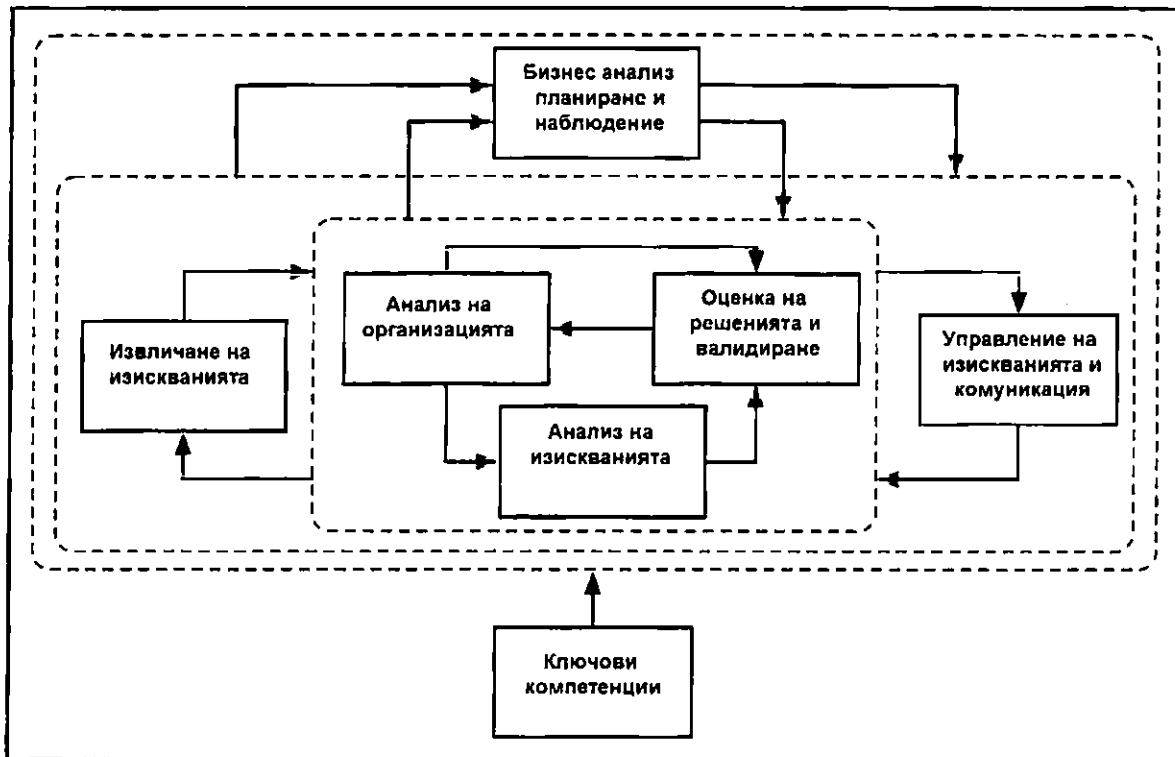 Бизнес анализ
планиране и
наблюдение
Анализ на
организацията
Оценка на
решенията и
валидиране
Извличане на
изискванията
Управление на
изискванията и
комуникация
Анализ на
изискванията
Ключови
компетенции